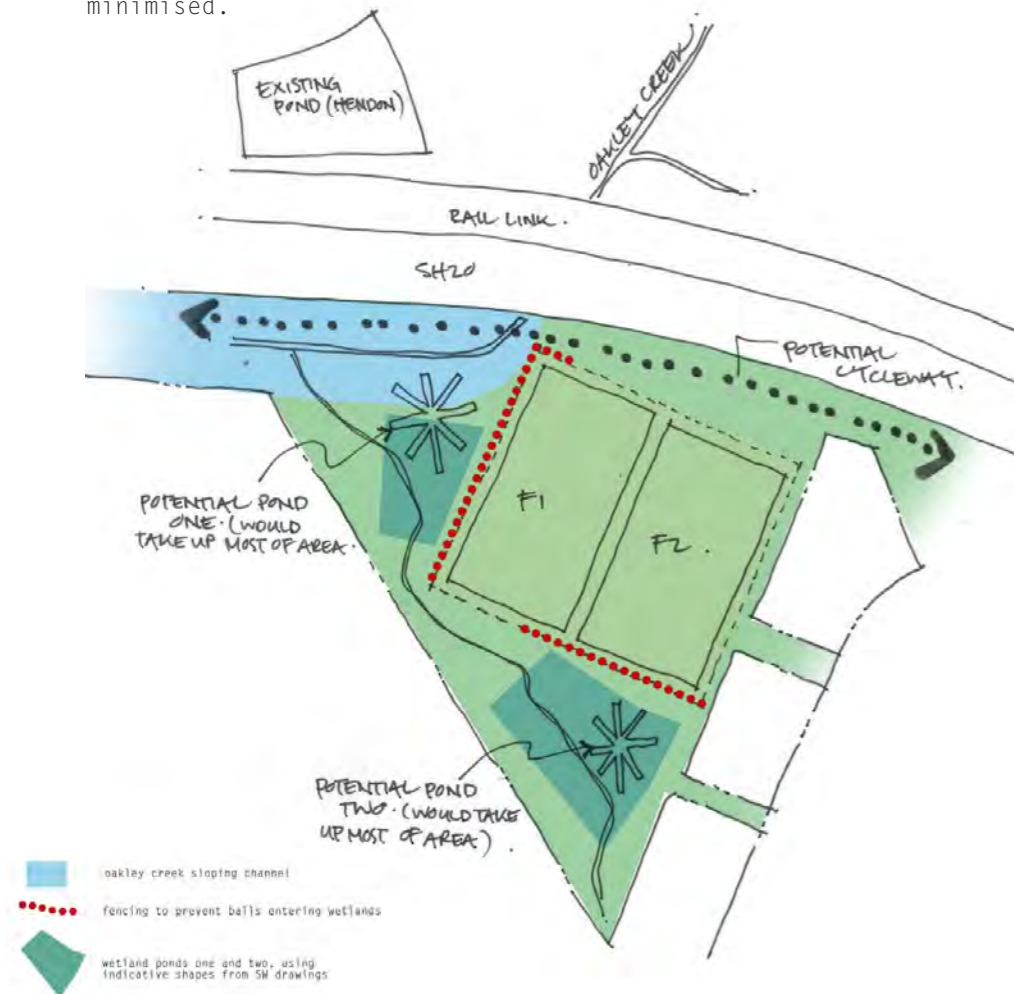 minimised.
EXISTING
POND (HENDON)
OAKLEY CREEK
RAIL LINK.
SH20
POTENTIAL
CYCLEWAY.
POTENTIAL POND
ONE. (WOULD
TAKE UP MOST OF AREA.
F1
F2.
POTENTIAL POND
TWO. (WOULD TAKE
UP MOST OF AREA).
oakley creek sloping channel
fencing to prevent balls entering wetlands
wetland ponds one and two, using
indicative shapes from SW drawings